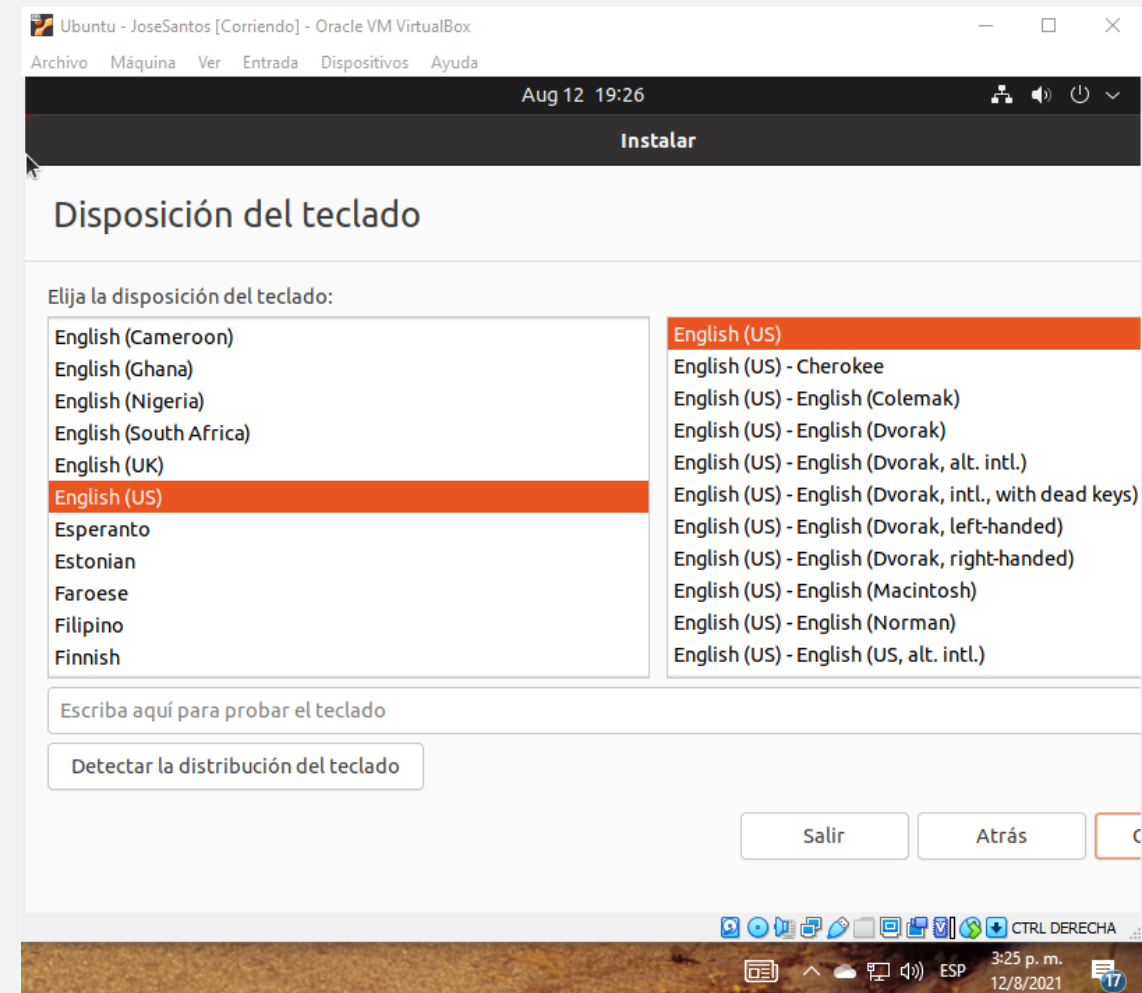 Ubuntu - JoseSantos [Corriendo] - Oracle VM VirtualBox
Archivo Máquina Ver Entrada Dispositivos Ayuda
Aug 12 19:26
Instalar
Disposición del teclado
Elija la disposición del teclado:
English (Cameroon)
English (Ghana)
English (Nigeria)
English (South Africa)
English (UK)
English (US)
Esperanto
Estonian
Faroese
Filipino
Finnish
English (US)
English (US) - Cherokee
English (US) - English (Colemak)
English (US) - English (Dvorak)
English (US) - English (Dvorak, alt. intl.)
English (US) - English (Dvorak, intl., with dead keys)
English (US) - English (Dvorak, left-handed)
English (US) - English (Dvorak, right-handed)
English (US) - English (Macintosh)
English (US) - English (Norman)
English (US) - English (US, alt. intl.)
Escriba aquí para probar el teclado
Detectar la distribución del teclado
Salir Atrás
CTRL DERECHA
ESP
3:25 p. m.
12/8/2021
17